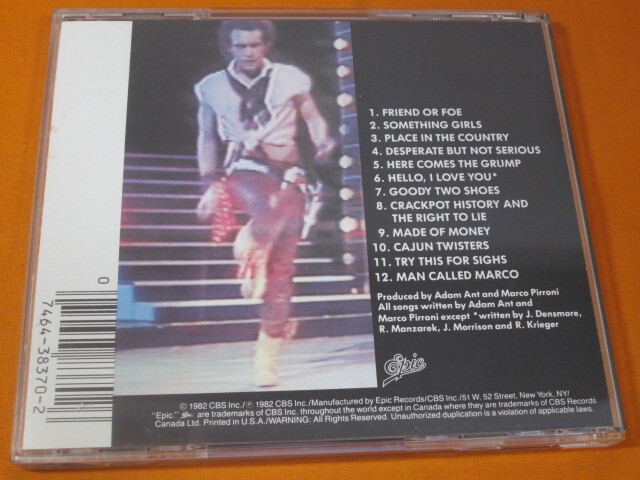 1. FRIEND OR FOE
2. SOMETHING GIRLS
3. PLACE IN THE COUNTRY
4. DESPERATE BUT NOT SERIOUS
5. HERE COMES THE GRUMP
6. HELLO, I LOVE YOU*
7. GOODY TWO SHOES
8. CRACKPOT HISTORY AND
THE RIGHT TO LIE
9. MADE OF MONEY
10. CAJUN TWISTERS
11. TRY THIS FOR SIGHS
12. MAN CALLED MARCO
Produced by Adam Ant and Marco Pirroni
All songs written by Adam Ant and
Marco Pirroni except *written by J. Densmore,
R. Manzarek, J. Morrison and R. Krieger
Epic
0
7464-38370-2
© 1982 CBS Inc./℗ 1982 CBS Inc./Manufactured by Epic Records/CBS Inc./51 W. 52 Street, New York, NY/
"Epic." are trademarks of CBS Inc. throughout the world except in Canada where they are trademarks of CBS Records
Canada Ltd. Printed in U.S.A./WARNING: All Rights Reserved. Unauthorized duplication is a violation of applicable laws.